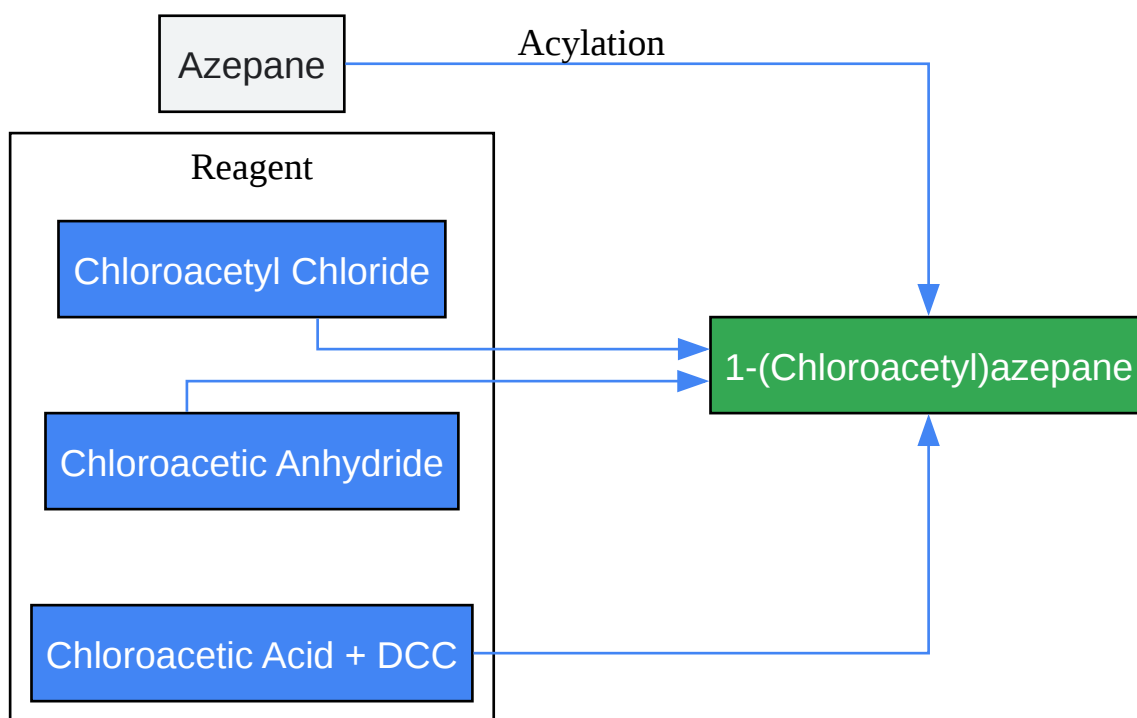 Azepane
Acylation
Reagent
Chloroacetyl Chloride
1-(Chloroacetyl)azepane
Chloroacetic Anhydride
Chloroacetic Acid + DCC